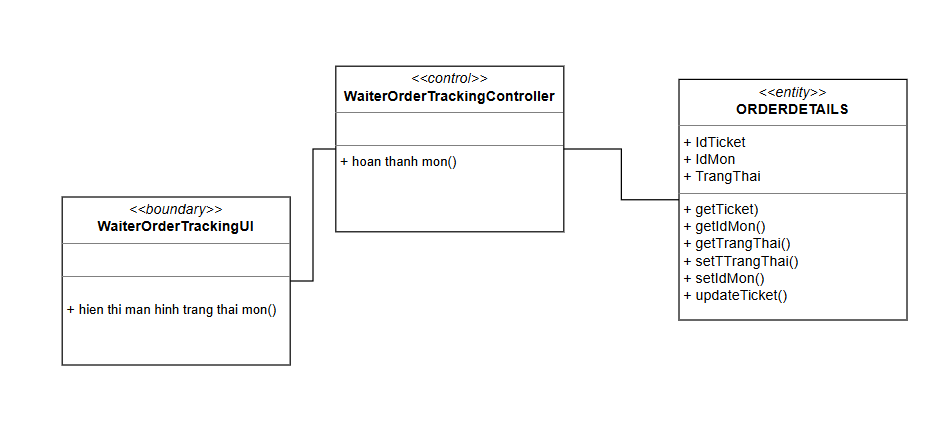 <<control>>
WaiterOrderTrackingController
+ hoan thanh mon()
<<entity>>
ORDERDETAILS
+ IdTicket
+ IdMon
+ TrangThai
+ getTicket)
+ getIdMon()
+ getTrangThai()
+ setTTrangThai()
+ setIdMon()
+ updateTicket()
<<boundary>>
WaiterOrderTrackingUI
+ hien thi man hinh trang thai mon()